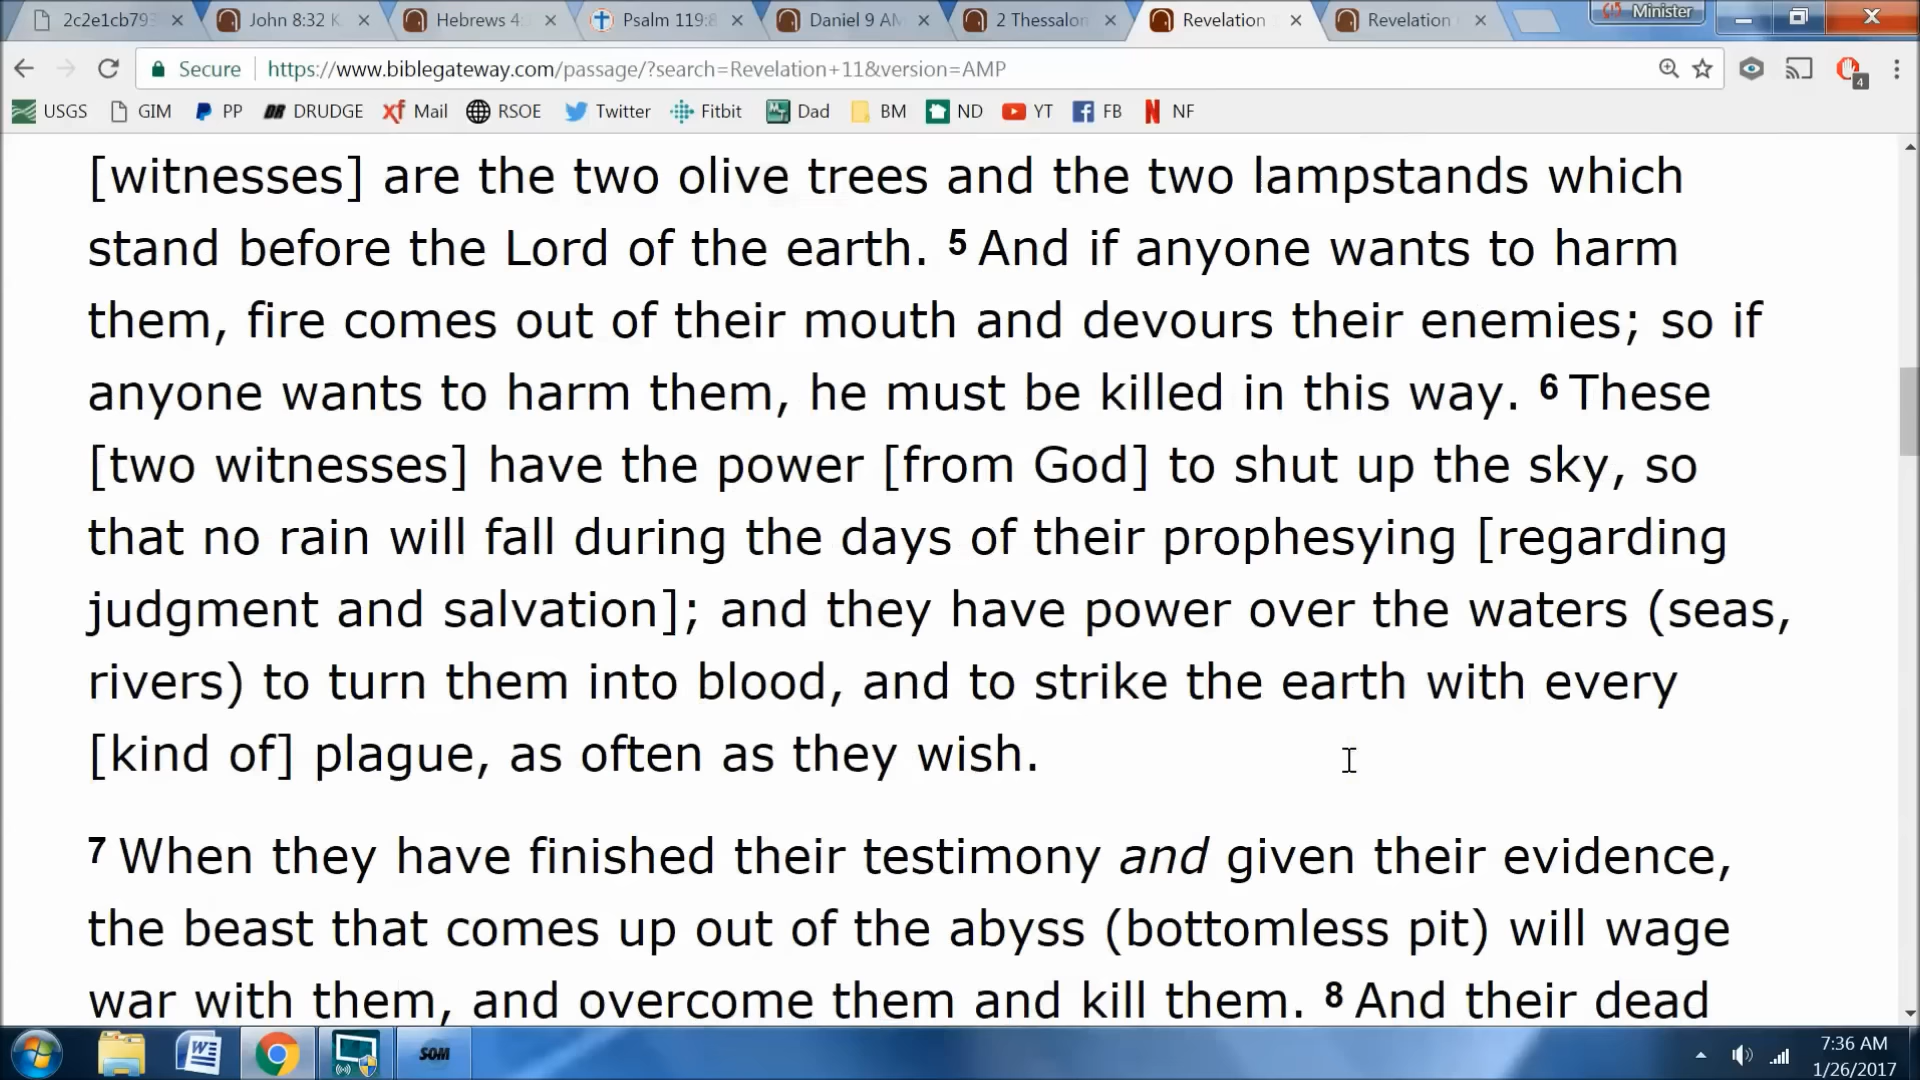 2c2e1cb793
John 8:32 K
Hebrews 4:
Psalm 119:8
Daniel 9 AM
2 Thessalon
Revelation
Revelation
Minister
Secure
https://www.biblegateway.com/passage/?search=Revelation+11&version=AMP
4
USGS
GIM
PP
DR DRUDGE
xf Mail
RSOE
Twitter
Fitbit
Dad
BM
ND
YT
FB
N NF
[witnesses] are the two olive trees and the two lampstands which
stand before the Lord of the earth. 5 And if anyone wants to harm
them, fire comes out of their mouth and devours their enemies; so if
anyone wants to harm them, he must be killed in this way. 6 These
[two witnesses] have the power [from God] to shut up the sky, so
that no rain will fall during the days of their prophesying [regarding
judgment and salvation]; and they have power over the waters (seas,
rivers) to turn them into blood, and to strike the earth with every
[kind of] plague, as often as they wish.
7 When they have finished their testimony and given their evidence,
the beast that comes up out of the abyss (bottomless pit) will wage
war with them, and overcome them and kill them. 8 And their dead
W
SOM
7:36 AM
1/26/2017